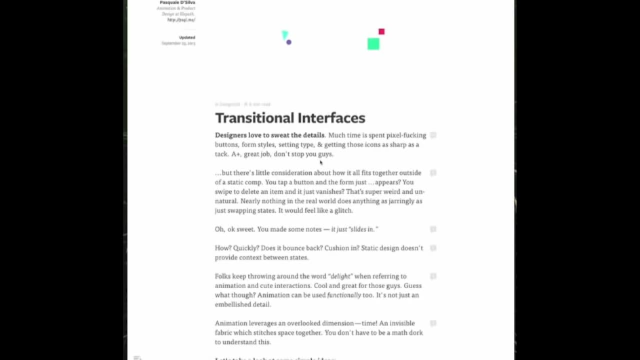 Pasquale D'Silva
Updated
September 23, 2013
Transitional Interfaces
Designers love to sweat the details. Much time is spent pixel-fucking
buttons, form styles, setting type, & getting those icons as sharp as a
tack. A+, great job, don't stop you guys.
...but there's little consideration about how it all fits together outside
of a static comp. You tap a button and the form just ...appears? You
swipe to delete an item and it just vanishes? That's super weird and un-
natural. Nearly nothing in the real world does anything as jarringly as
just swapping states. It would feel like a glitch.
Oh, ok sweet. You made some notes — it just "slides in."
How? Quickly? Does it bounce back? Cushion in? Static design doesn't
provide context between states.
Folks keep throwing around the word "delight" when referring to
animation and cute interactions. Cool and great for those guys. Guess
what though? Animation can be used functionally too. It's not just an
embellished detail.
Animation leverages an overlooked dimension — time! An invisible
fabric which stitches space together. You don't have to be a math dork
to understand this.